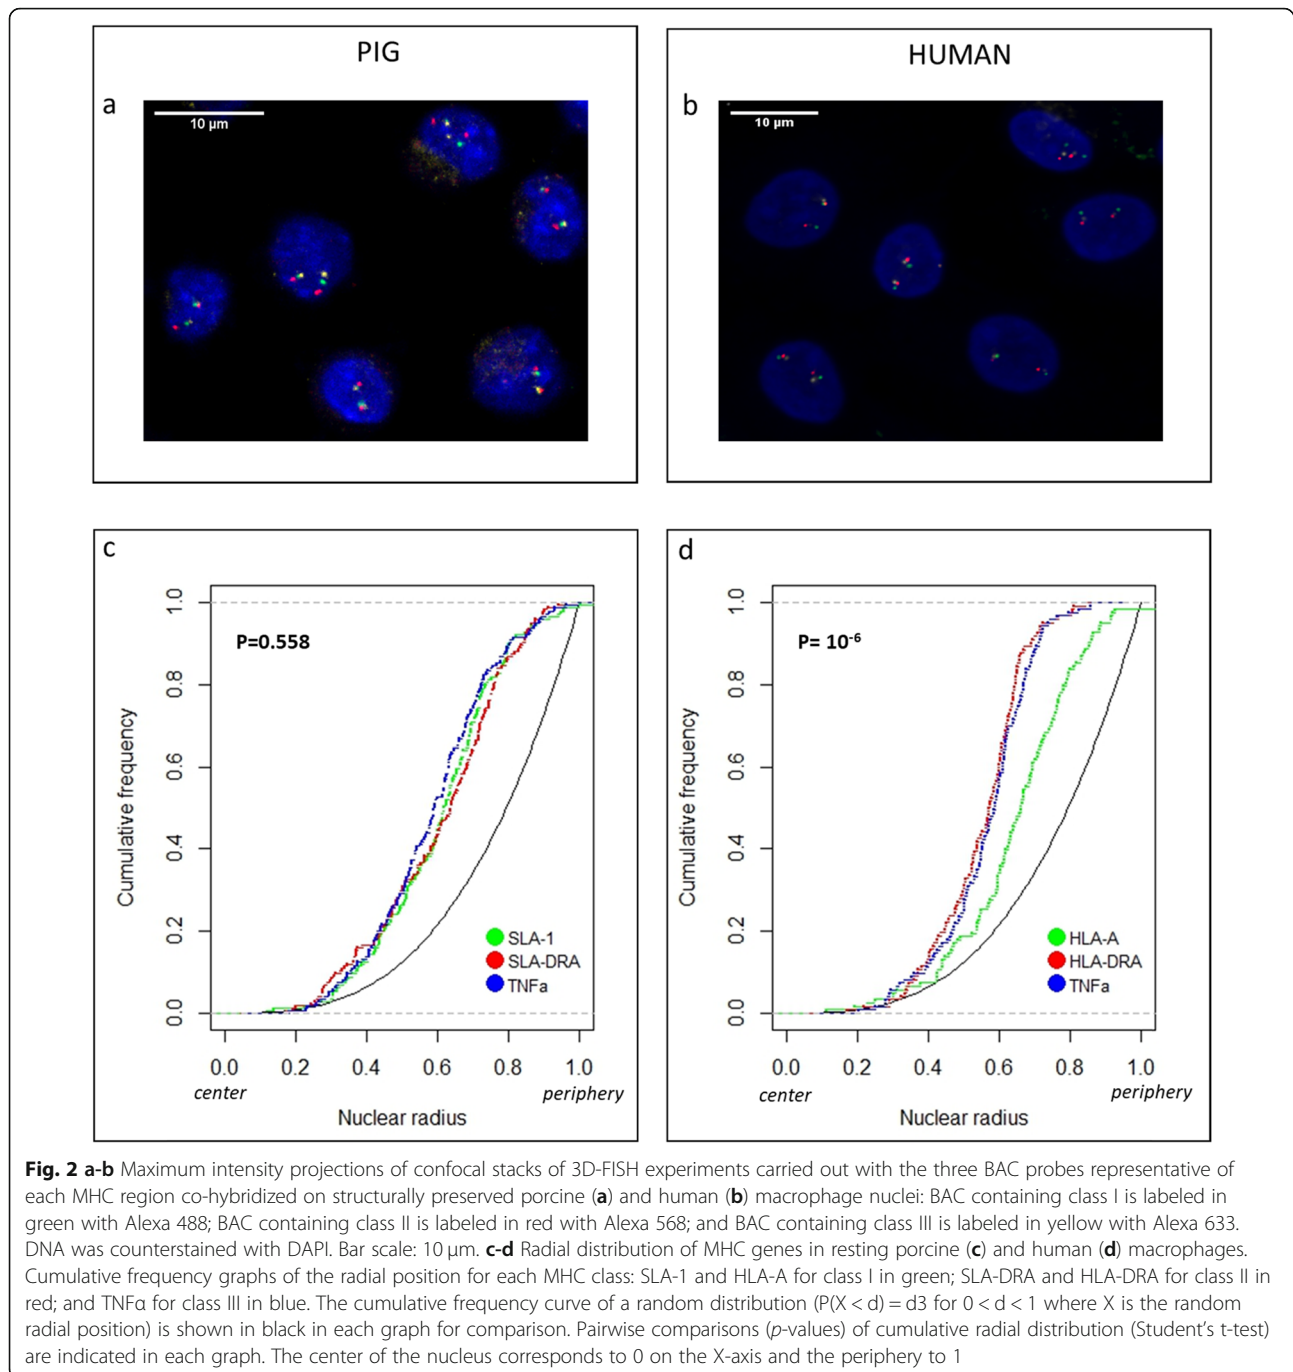 PIG
HUMAN
a
10 µm
b
10 µm
c
P=0.558
Cumulative frequency
0.0
0.2
0.4
0.6
0.8
1.0
SLA-1
SLA-DRA
TNFa
0.0 0.2 0.4 0.6 0.8 1.0
center periphery
Nuclear radius
d
P= 10-6
Cumulative frequency
0.0
0.2
0.4
0.6
0.8
1.0
HLA-A
HLA-DRA
TNFa
0.0 0.2 0.4 0.6 0.8 1.0
center periphery
Nuclear radius
Fig. 2 a-b Maximum intensity projections of confocal stacks of 3D-FISH experiments carried out with the three BAC probes representative of
each MHC region co-hybridized on structurally preserved porcine (a) and human (b) macrophage nuclei: BAC containing class I is labeled in
green with Alexa 488; BAC containing class II is labeled in red with Alexa 568; and BAC containing class III is labeled in yellow with Alexa 633.
DNA was counterstained with DAPI. Bar scale: 10 µm. c-d Radial distribution of MHC genes in resting porcine (c) and human (d) macrophages.
Cumulative frequency graphs of the radial position for each MHC class: SLA-1 and HLA-A for class I in green; SLA-DRA and HLA-DRA for class II in
red; and TNFα for class III in blue. The cumulative frequency curve of a random distribution (P(X < d) = d3 for 0 < d < 1 where X is the random
radial position) is shown in black in each graph for comparison. Pairwise comparisons (p-values) of cumulative radial distribution (Student's t-test)
are indicated in each graph. The center of the nucleus corresponds to 0 on the X-axis and the periphery to 1